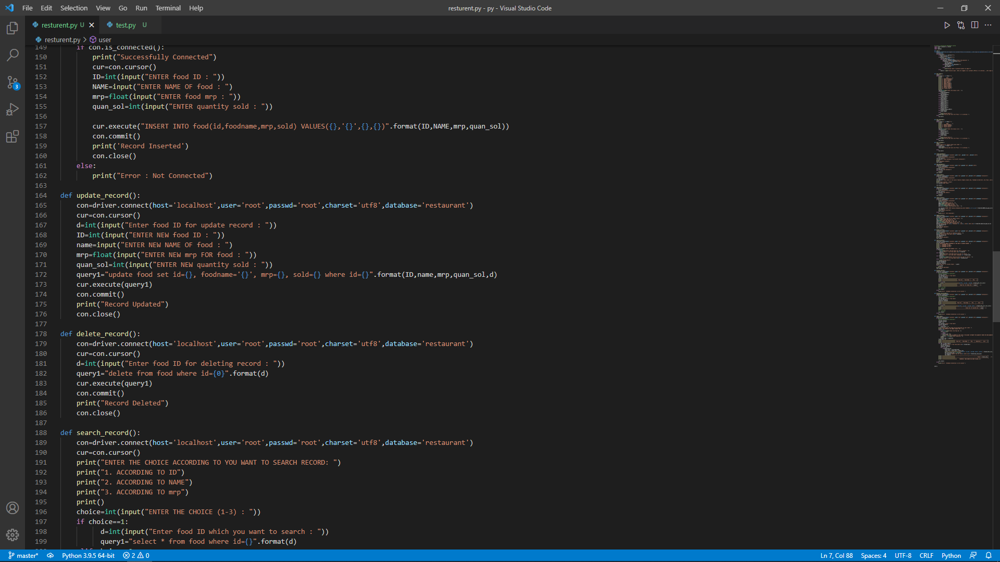 File Edit Selection View Go Run Terminal Help
resturent.py - py - Visual Studio Code
resturent.py U
test.py U
resturent.py > user
149 if con.is_connected():
150 print("Successfully Connected")
151 cur=con.cursor()
152 ID=int(input("ENTER food ID : "))
153 NAME=input("ENTER NAME OF food : ")
154 mrp=float(input("ENTER food mrp : "))
155 quan_sol=int(input("ENTER quantity sold : "))
156
157 cur.execute("INSERT INTO food(id,foodname,mrp,sold) VALUES({},'{}',{},{})".format(ID,NAME,mrp,quan_sol))
158 con.commit()
159 print('Record Inserted')
160 con.close()
161 else:
162 print("Error : Not Connected")
163
164 def update_record():
165 con=driver.connect(host='localhost',user='root',passwd='root',charset='utf8',database='restaurant')
166 cur=con.cursor()
167 d=int(input("Enter food ID for update record : "))
168 ID=int(input("ENTER NEW food ID : "))
169 name=input("ENTER NEW NAME OF food : ")
170 mrp=float(input("ENTER NEW mrp FOR food : "))
171 quan_sol=int(input("ENTER NEW quantity sold : "))
172 query1="update food set id={}, foodname='{}', mrp={}, sold={} where id={}".format(ID,name,mrp,quan_sol,d)
173 cur.execute(query1)
174 con.commit()
175 print("Record Updated")
176 con.close()
177
178 def delete_record():
179 con=driver.connect(host='localhost',user='root',passwd='root',charset='utf8',database='restaurant')
180 cur=con.cursor()
181 d=int(input("Enter food ID for deleting record : "))
182 query1="delete from food where id={0}".format(d)
183 cur.execute(query1)
184 con.commit()
185 print("Record Deleted")
186 con.close()
187
188 def search_record():
189 con=driver.connect(host='localhost',user='root',passwd='root',charset='utf8',database='restaurant')
190 cur=con.cursor()
191 print("ENTER THE CHOICE ACCORDING TO YOU WANT TO SEARCH RECORD: ")
192 print("1. ACCORDING TO ID")
193 print("2. ACCORDING TO NAME")
194 print("3. ACCORDING TO mrp")
195 print()
196 choice=int(input("ENTER THE CHOICE (1-3) : "))
197 if choice==1:
198 d=int(input("Enter food ID which you want to search : "))
199 query1="select * from food where id={}".format(d)
3
master* Python 3.9.5 64-bit 2 0
Ln 7, Col 88 Spaces: 4 UTF-8 CRLF Python